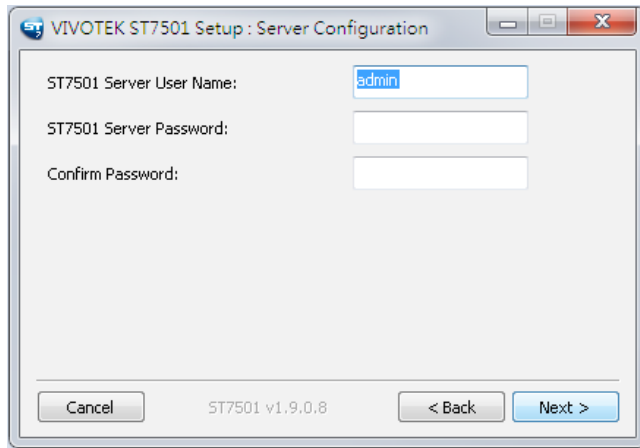 VIVOTEK ST7501 Setup : Server Configuration
ST7501 Server User Name: admin
ST7501 Server Password:
Confirm Password:
Cancel ST7501 v1.9.0.8 < Back Next >